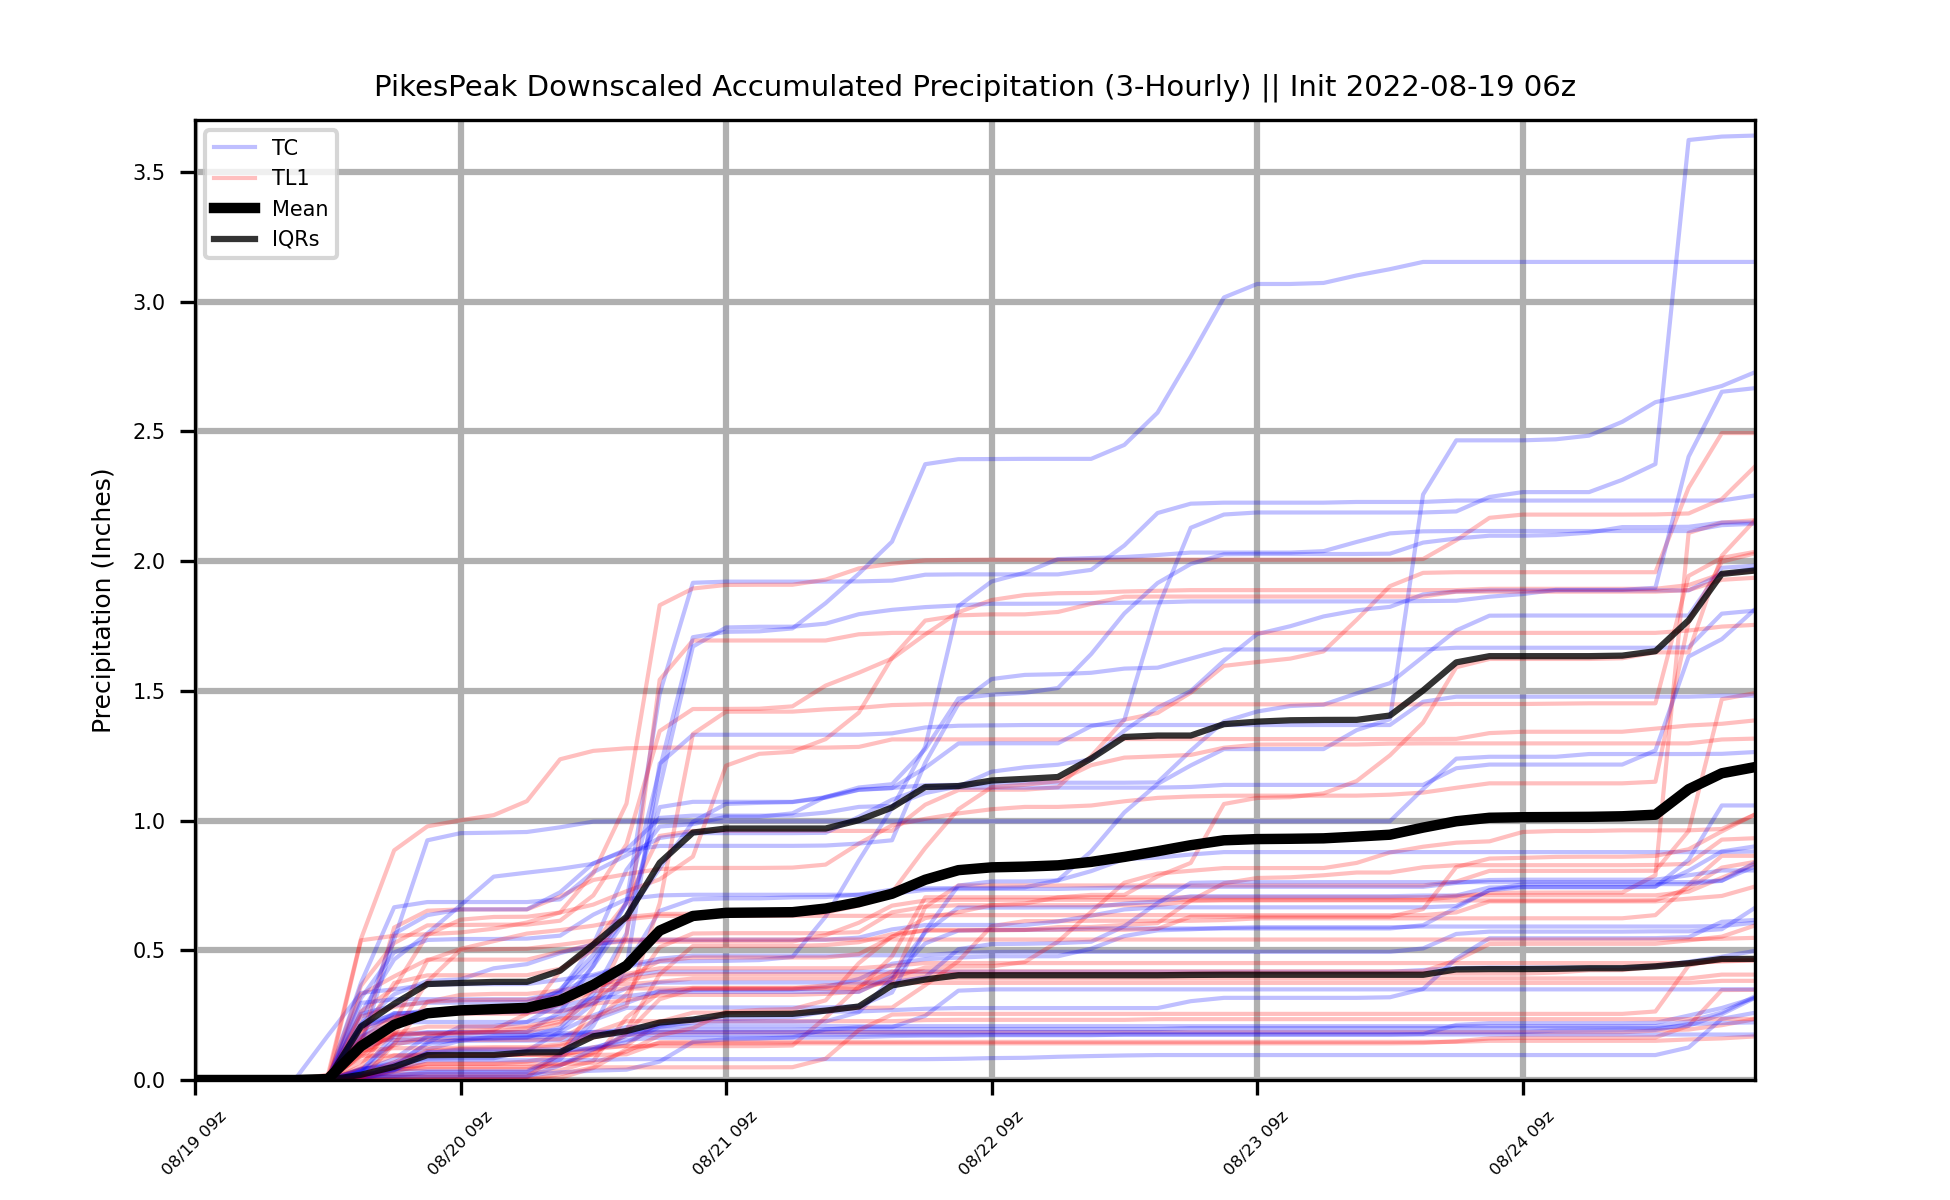 PikesPeak Downscaled Accumulated Precipitation (3-Hourly) || Init 2022-08-19 06z
TC
TL1
Mean
IQRs
Precipitation (Inches)
3.5
3.0
2.5
2.0
1.5
1.0
0.5
0.0
08/19 09z
08/20 09z
08/21 09z
08/22 09z
08/23 09z
08/24 09z